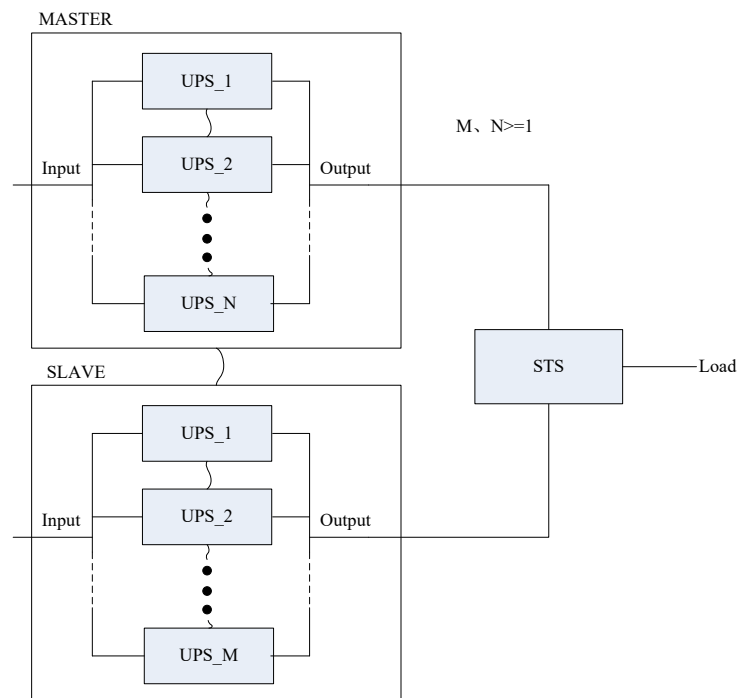 MASTER
UPS_1
M、N>=1
UPS_2
Input
Output
UPS_N
STS
Load
SLAVE
UPS_1
UPS_2
Input
Output
UPS_M